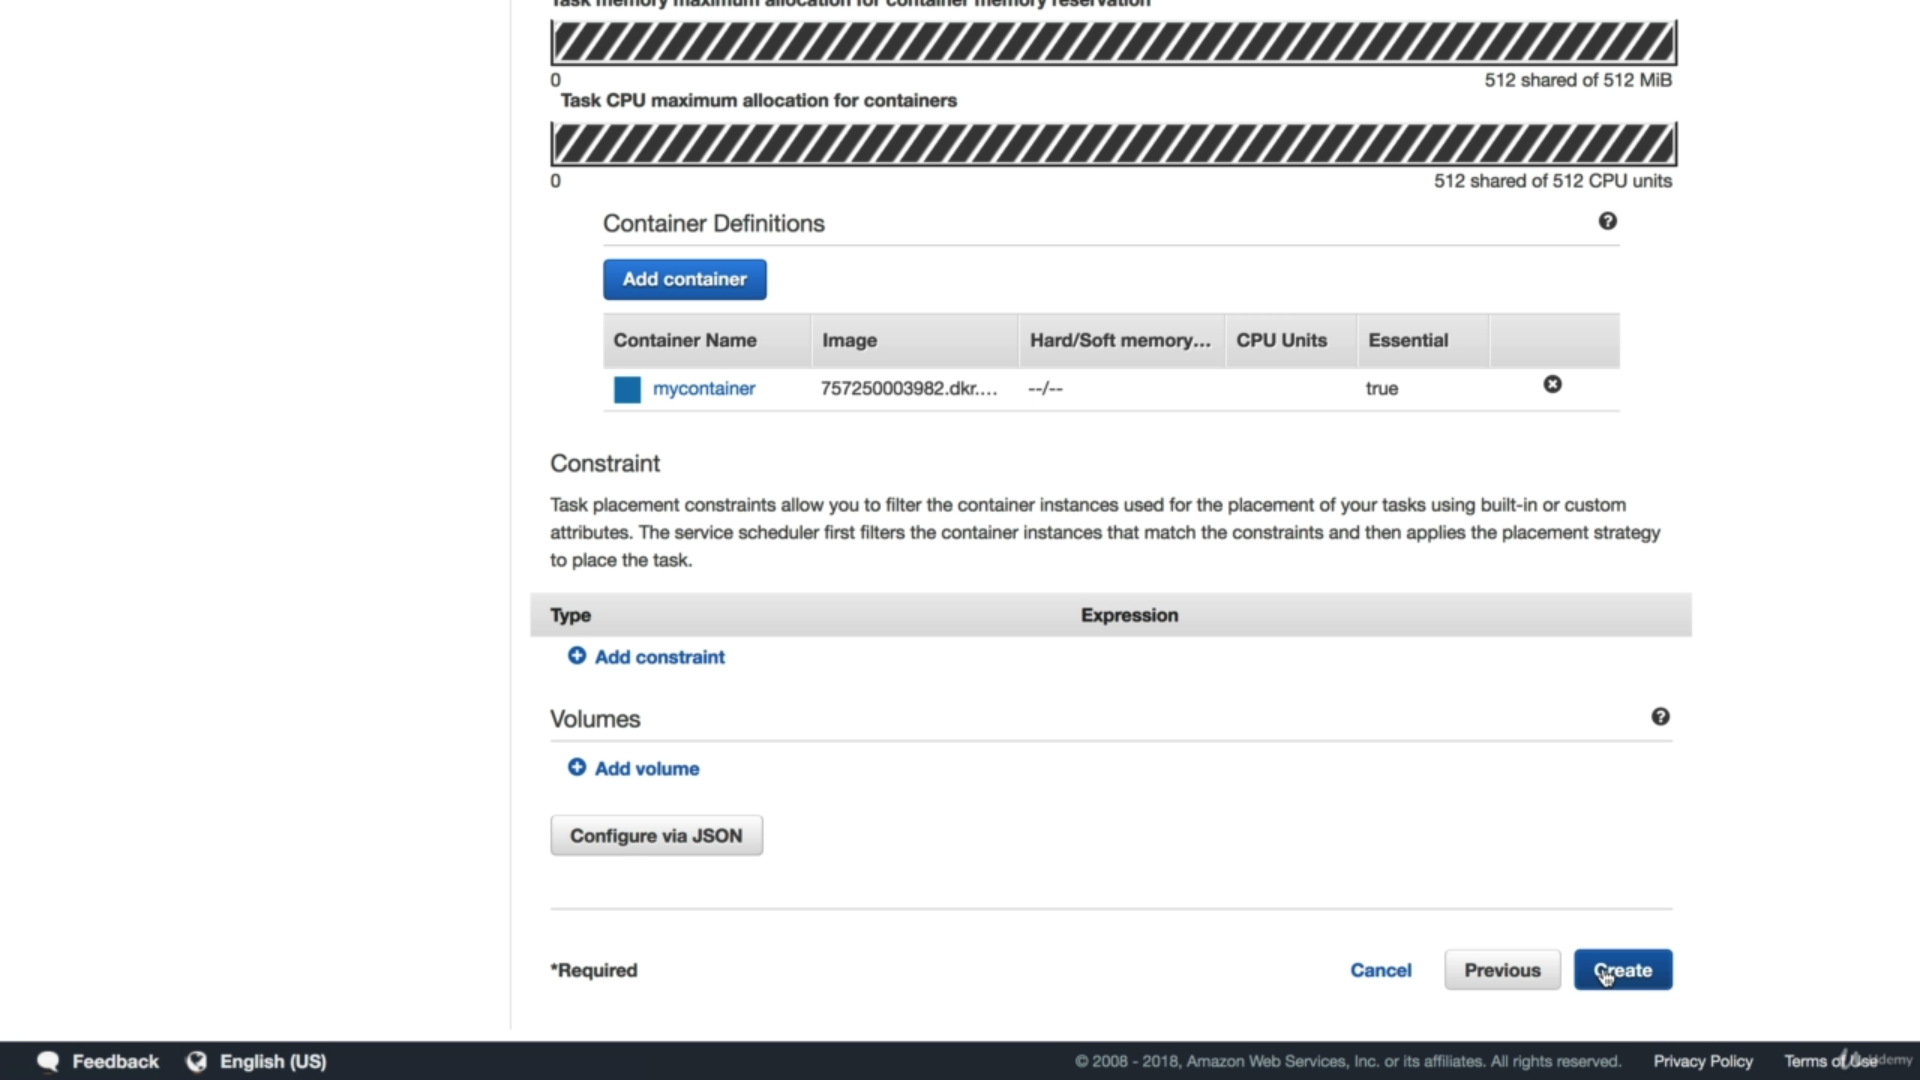 Task memory maximum allocation for container memory reservation
0
512 shared of 512 MiB
Task CPU maximum allocation for containers
0
512 shared of 512 CPU units
Container Definitions
Add container
Container Name Image Hard/Soft memory... CPU Units Essential
mycontainer 757250003982.dkr.... --/-- true
Constraint
Task placement constraints allow you to filter the container instances used for the placement of your tasks using built-in or custom
attributes. The service scheduler first filters the container instances that match the constraints and then applies the placement strategy
to place the task.
Type Expression
Add constraint
Volumes
Add volume
Configure via JSON
*Required Cancel Previous Create
Feedback English (US) © 2008 - 2018, Amazon Web Services, Inc. or its affiliates. All rights reserved. Privacy Policy Terms of Use
Udemy